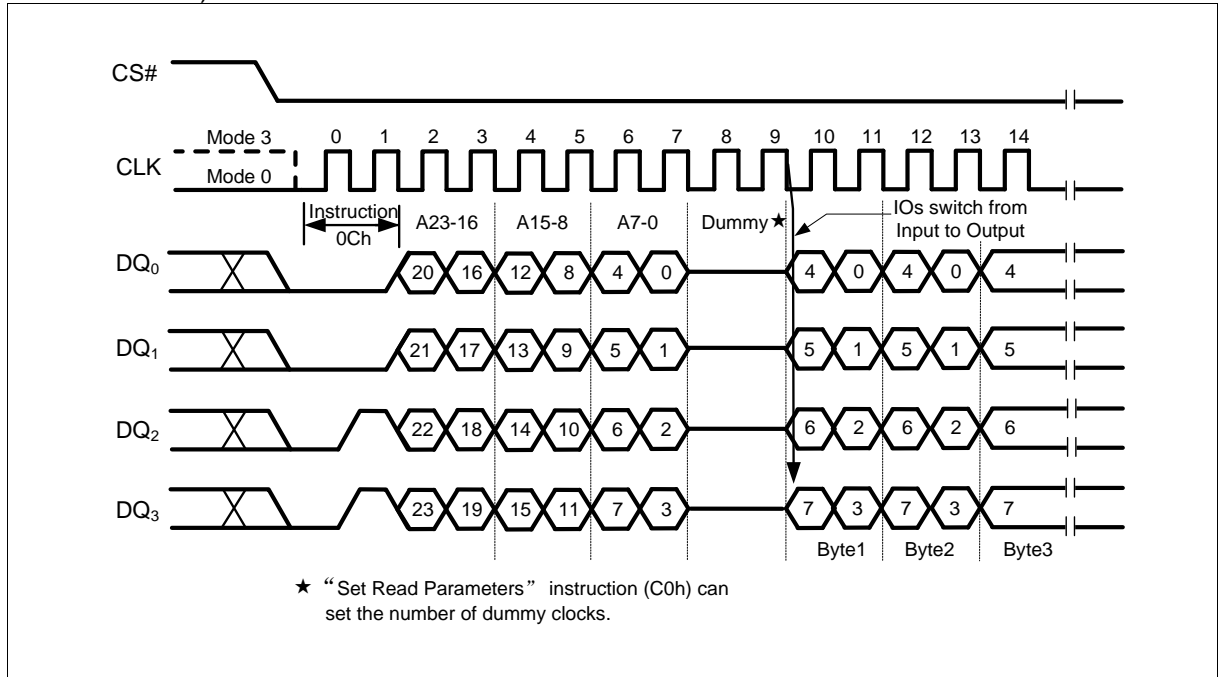 CS#
Mode 3
0 1 2 3 4 5 6 7 8 9 10 11 12 13 14
CLK
Mode 0
Instruction
0Ch
A23-16 A15-8 A7-0 Dummy★
IOs switch from
Input to Output
DQ0 20 16 12 8 4 0 4 0 4 0 4
DQ1 21 17 13 9 5 1 5 1 5 1 5
DQ2 22 18 14 10 6 2 6 2 6 2 6
DQ3 23 19 15 11 7 3 7 3 7 3 7
Byte1 Byte2 Byte3
★ “Set Read Parameters” instruction (C0h) can
set the number of dummy clocks.